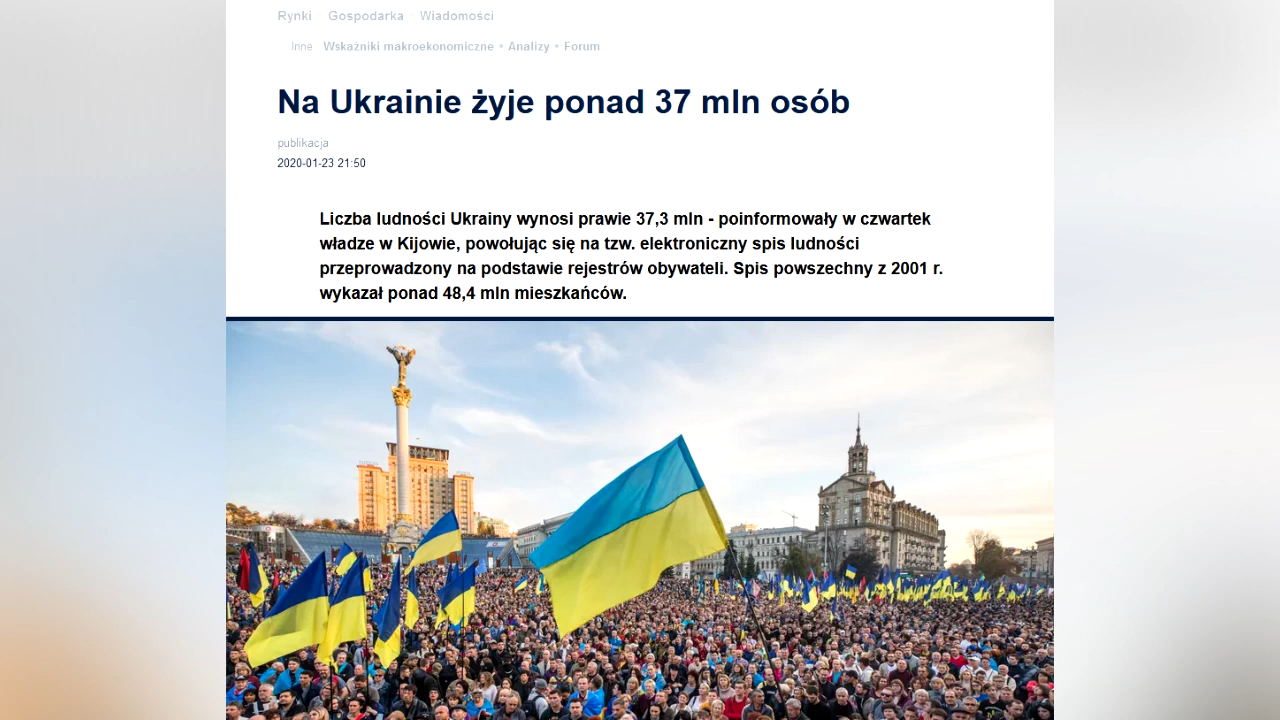 Rynki Gospodarka Wiadomości
Inne Wskaźniki makroekonomiczne • Analizy • Forum
Na Ukrainie żyje ponad 37 mln osób
publikacja
2020-01-23 21:50
Liczba ludności Ukrainy wynosi prawie 37,3 mln - poinformowały w czwartek
władze w Kijowie, powołując się na tzw. elektroniczny spis ludności
przeprowadzony na podstawie rejestrów obywateli. Spis powszechny z 2001 r.
wykazał ponad 48,4 mln mieszkańców.